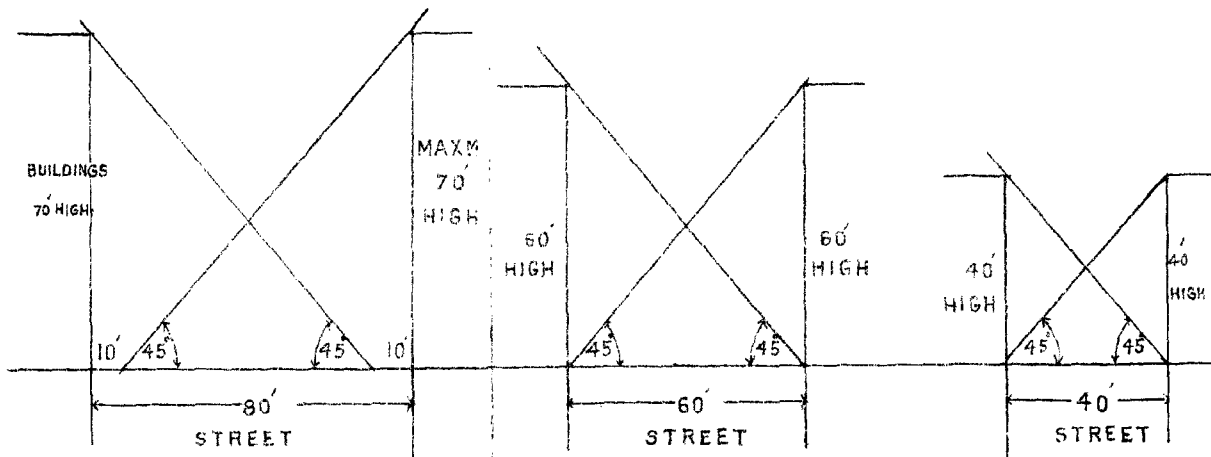 BUILDINGS
70' HIGH
MAXM
70'
HIGH
10'
45°
45°
10'
80'
STREET
60'
HIGH
60'
HIGH
45°
45°
60'
STREET
40'
HIGH
40'
HIGH
45°
45°
40'
STREET